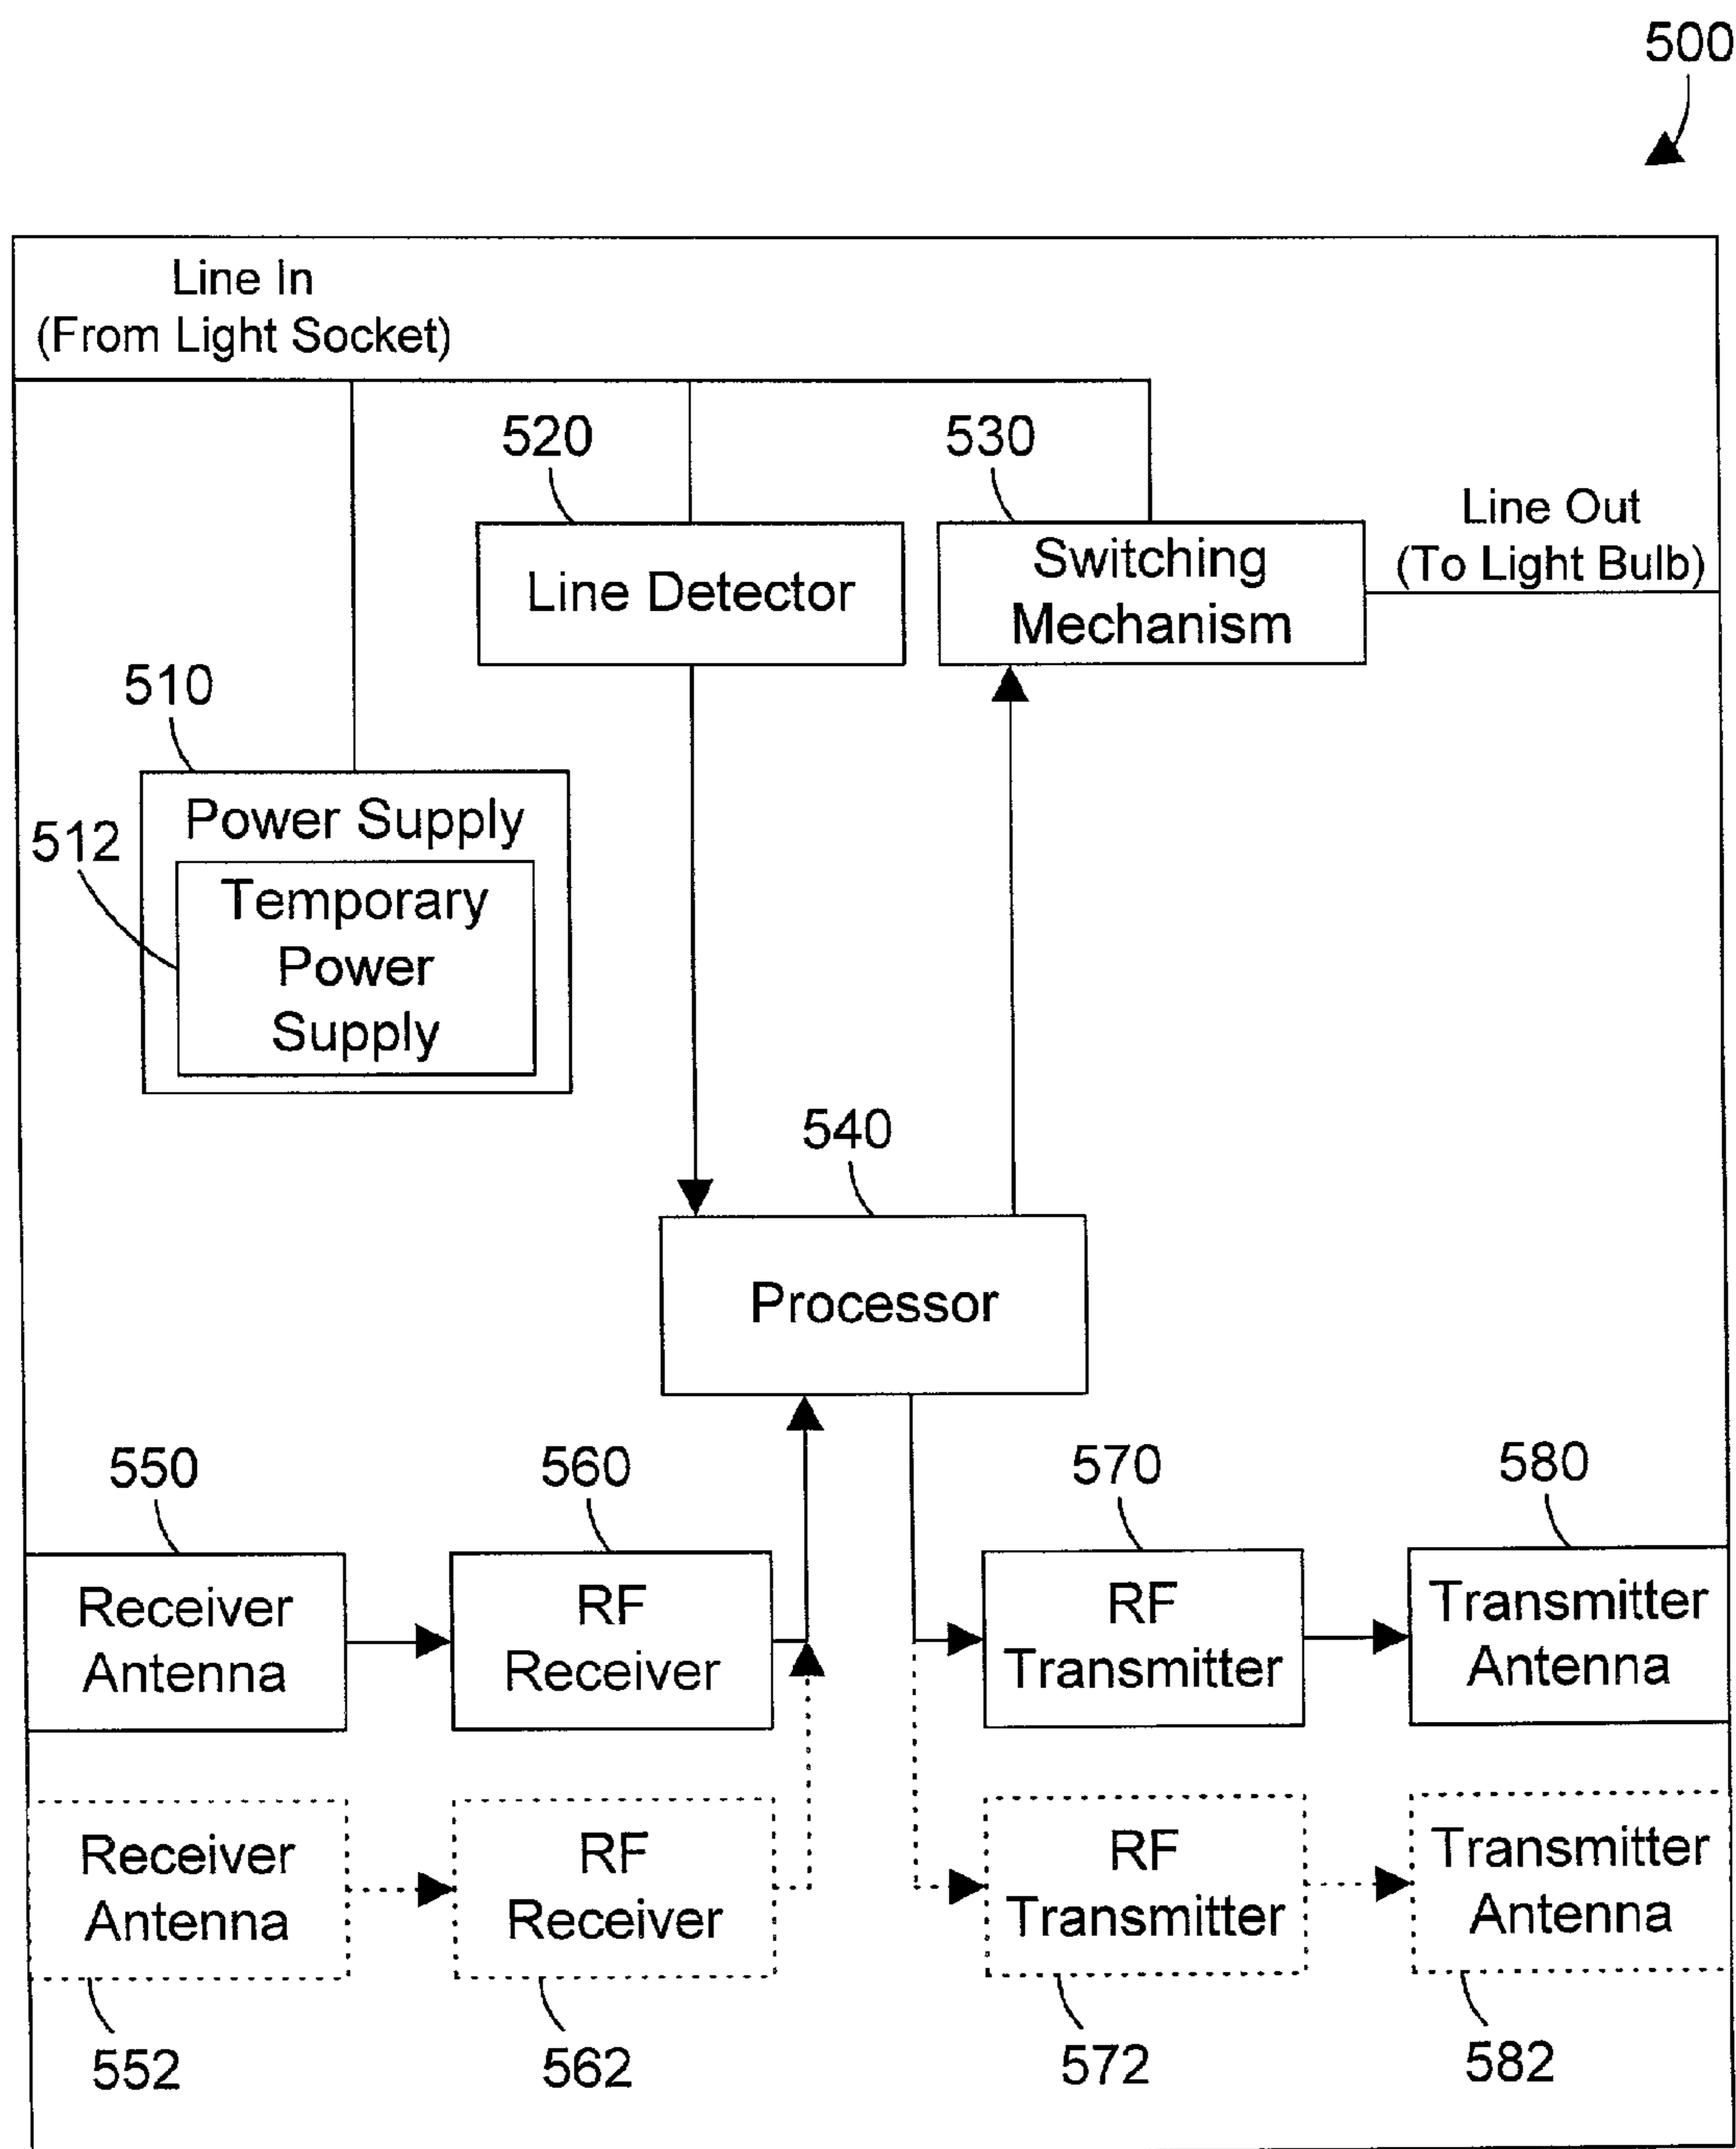 500
Line In
(From Light Socket)
520
530
Line Out
(To Light Bulb)
Line Detector
Switching
Mechanism
510
Power Supply
512
Temporary
Power
Supply
540
Processor
550
560
570
580
Receiver
Antenna
RF
Receiver
RF
Transmitter
Transmitter
Antenna
Receiver
Antenna
RF
Receiver
RF
Transmitter
Transmitter
Antenna
552
562
572
582